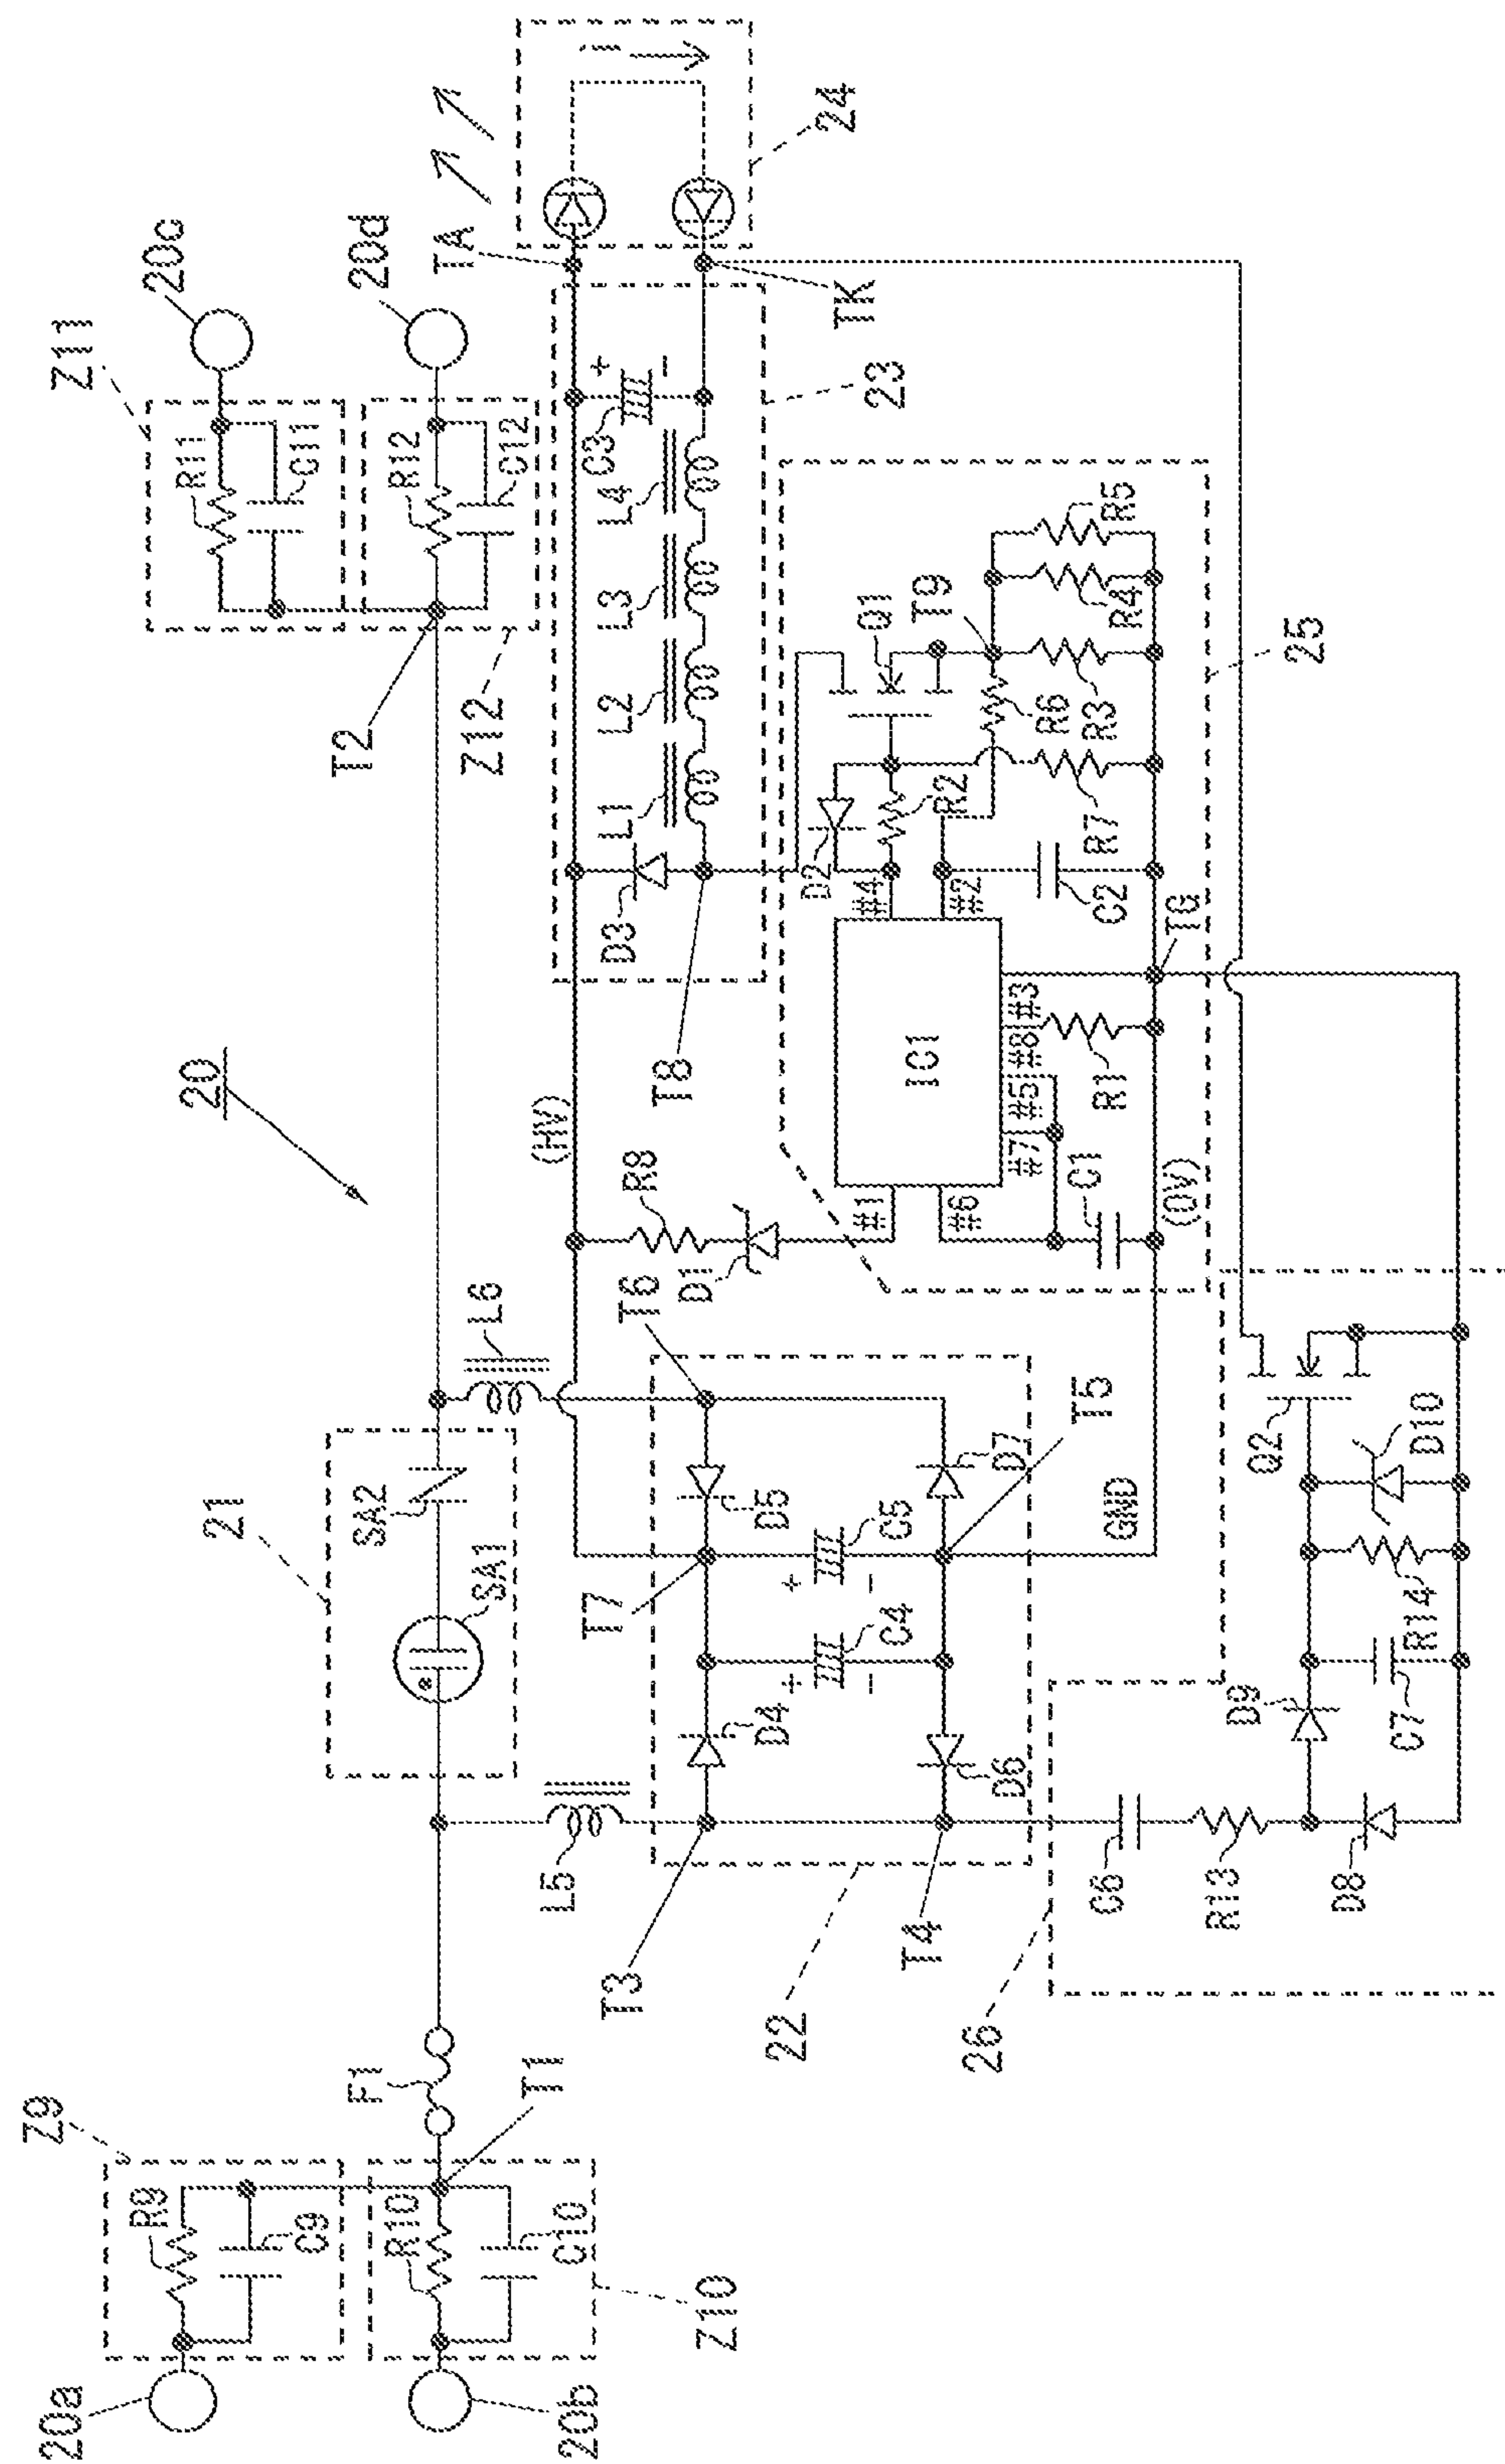 20
Z9
R9
C9
20a
R10
C10
Z10
20b
F1
T1
21
SA2
SA1
L5
L6
T2
Z11
R11
C11
20c
R12
C12
20d
Z12
T3
T4
22
D4
D5
T7
T6
+
C4
-
+
C5
-
D6
D7
T5
GND
(HV)
R8
D1
T8
D3
L1
L2
L3
L4
C3
+
-
23
TA
TK
24
i
IC1
#1
#6
#7
#5
#8
#3
#4
#2
C1
R1
(0V)
TG
D2
R2
C2
R7
R6
R3
Q1
T9
R4
R5
25
26
C6
R13
D8
D9
C7
R14
D10
Q2